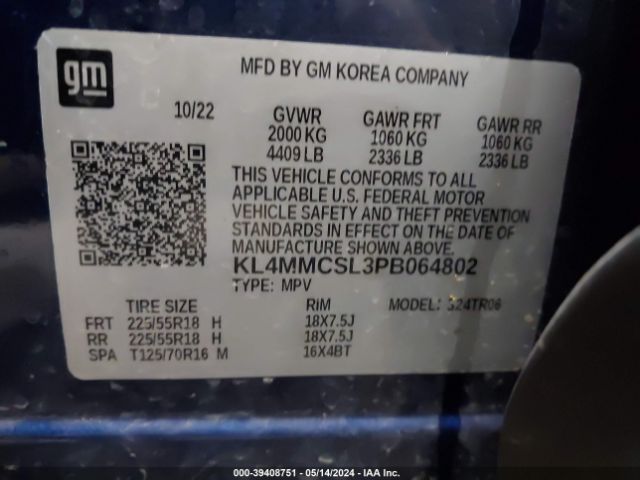 gm
MFD BY GM KOREA COMPANY
10/22 GVWR GAWR FRT GAWR RR
2000 KG 1060 KG 1060 KG
4409 LB 2336 LB 2336 LB
THIS VEHICLE CONFORMS TO ALL
APPLICABLE U.S. FEDERAL MOTOR
VEHICLE SAFETY AND THEFT PREVENTION
STANDARDS IN EFFECT ON THE DATE OF
MANUFACTURE SHOWN ABOVE.
KL4MMCSL3PB064802
TYPE: MPV MODEL: S24TR06
TIRE SIZE RIM
FRT 225/55R18 H 18X7.5J
RR 225/55R18 H 18X7.5J
SPA T125/70R16 M 16X4BT
000-39408751 — 05/14/2024 — IAA Inc.